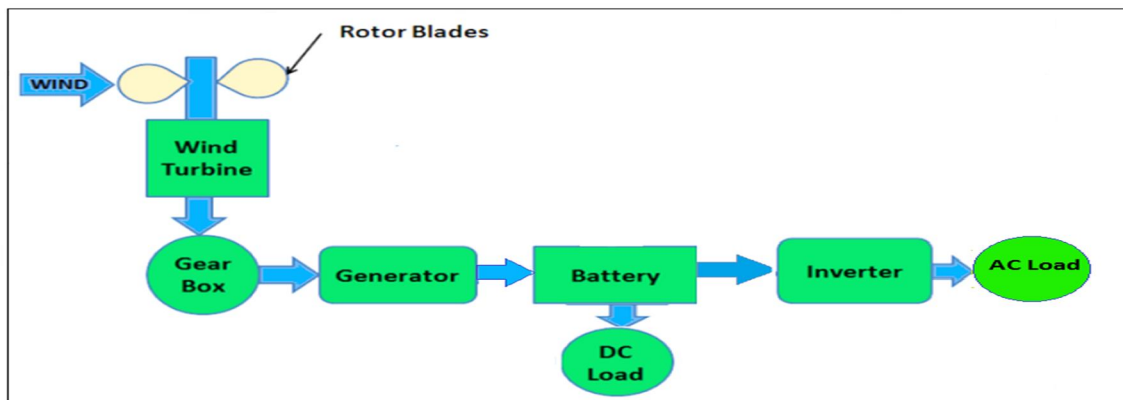 Rotor Blades
WIND
Wind
Turbine
Gear
Box
Generator
Battery
Inverter
AC Load
DC
Load